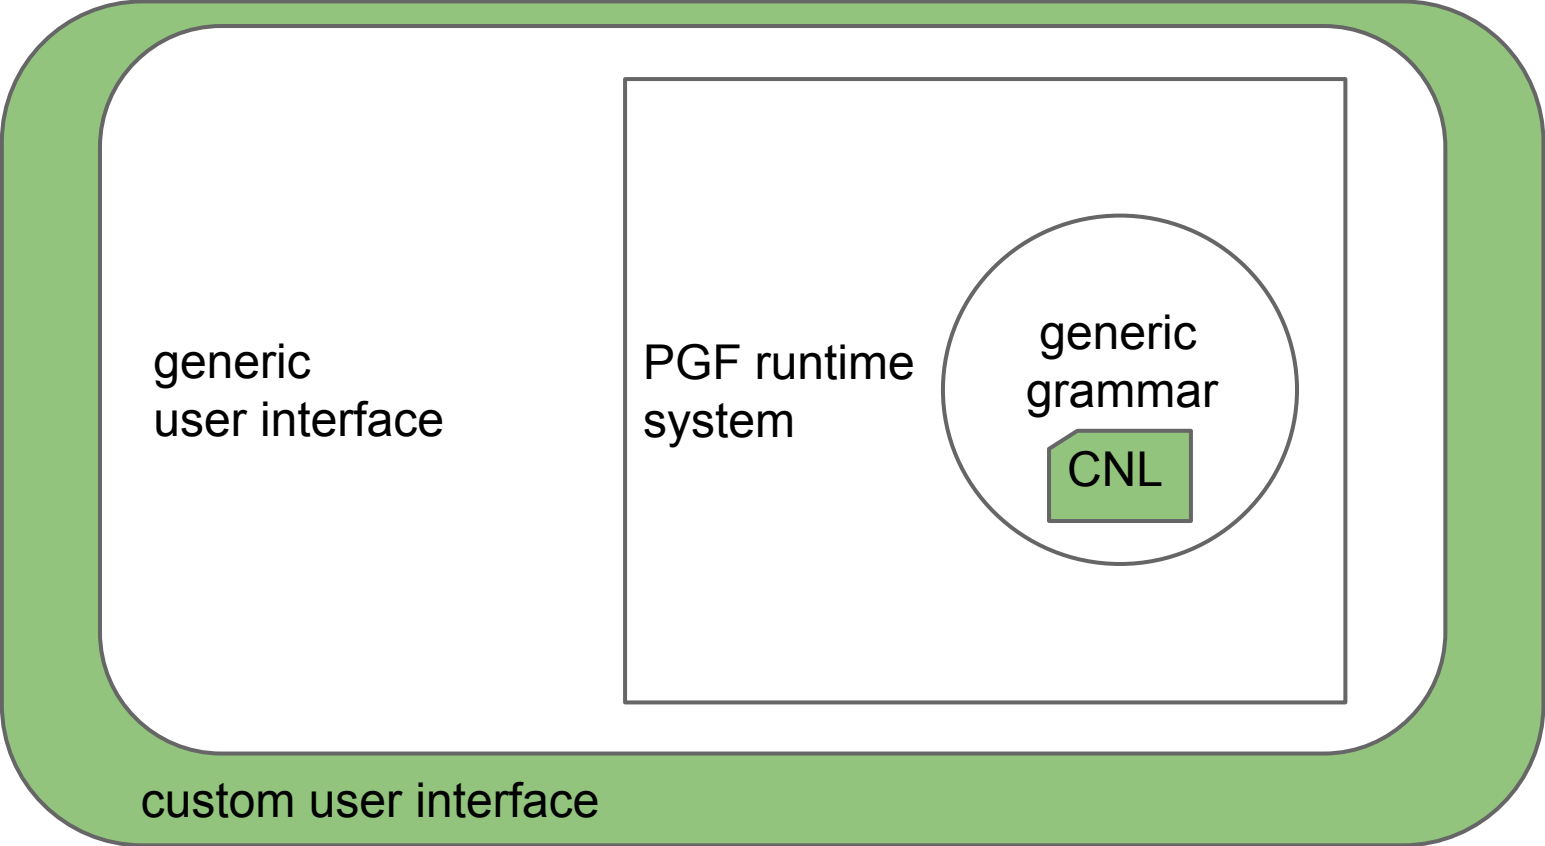 generic
user interface
PGF runtime
system
generic
grammar
CNL
custom user interface